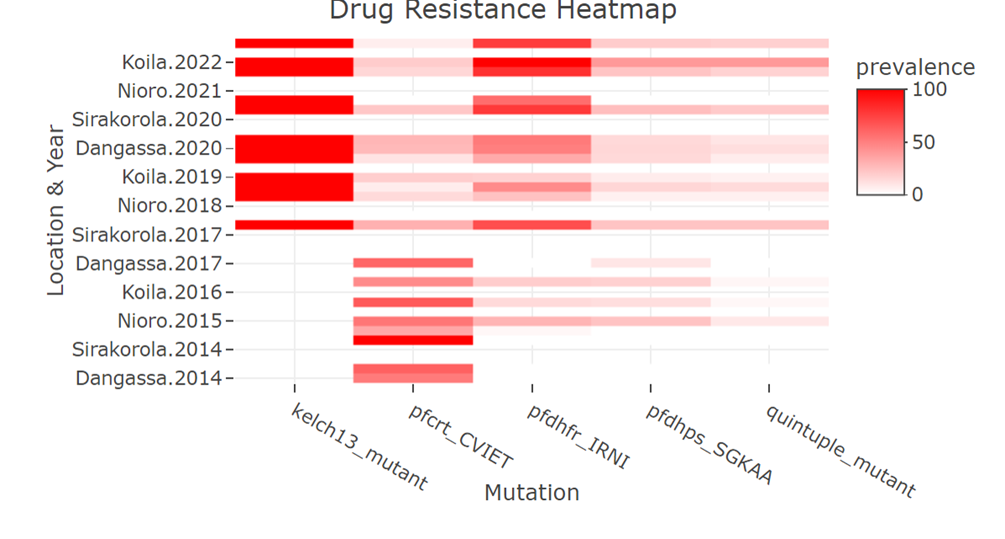 Drug Resistance Heatmap
Location & Year
Koila.2022
Nioro.2021
Sirakorola.2020
Dangassa.2020
Koila.2019
Nioro.2018
Sirakorola.2017
Dangassa.2017
Koila.2016
Nioro.2015
Sirakorola.2014
Dangassa.2014
kelch13_mutant
pfcrt_CVIET
pfdhfr_IRNI
pfdhps_SGKAA
quintuple_mutant
Mutation
prevalence
100
50
0